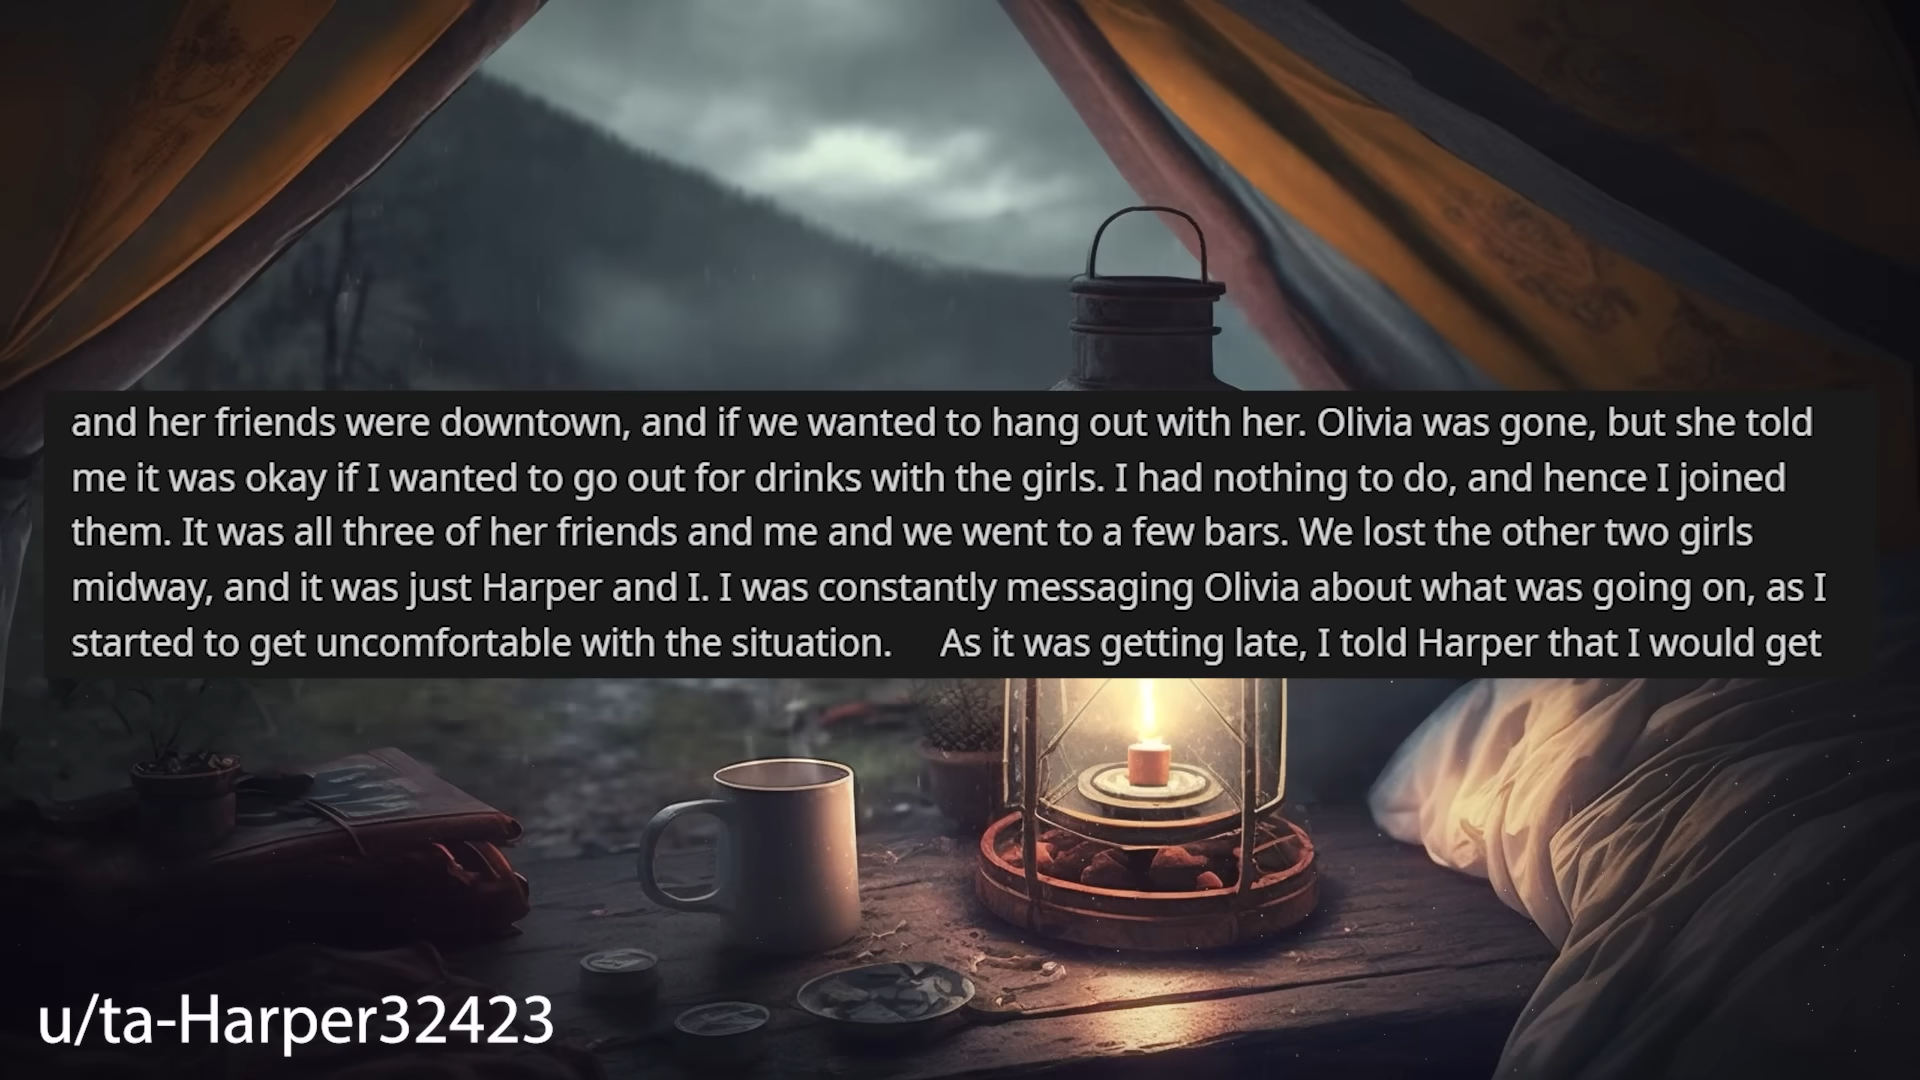 and her friends were downtown, and if we wanted to hang out with her. Olivia was gone, but she told
me it was okay if I wanted to go out for drinks with the girls. I had nothing to do, and hence I joined
them. It was all three of her friends and me and we went to a few bars. We lost the other two girls
midway, and it was just Harper and I. I was constantly messaging Olivia about what was going on, as I
started to get uncomfortable with the situation. As it was getting late, I told Harper that I would get
u/ta-Harper32423